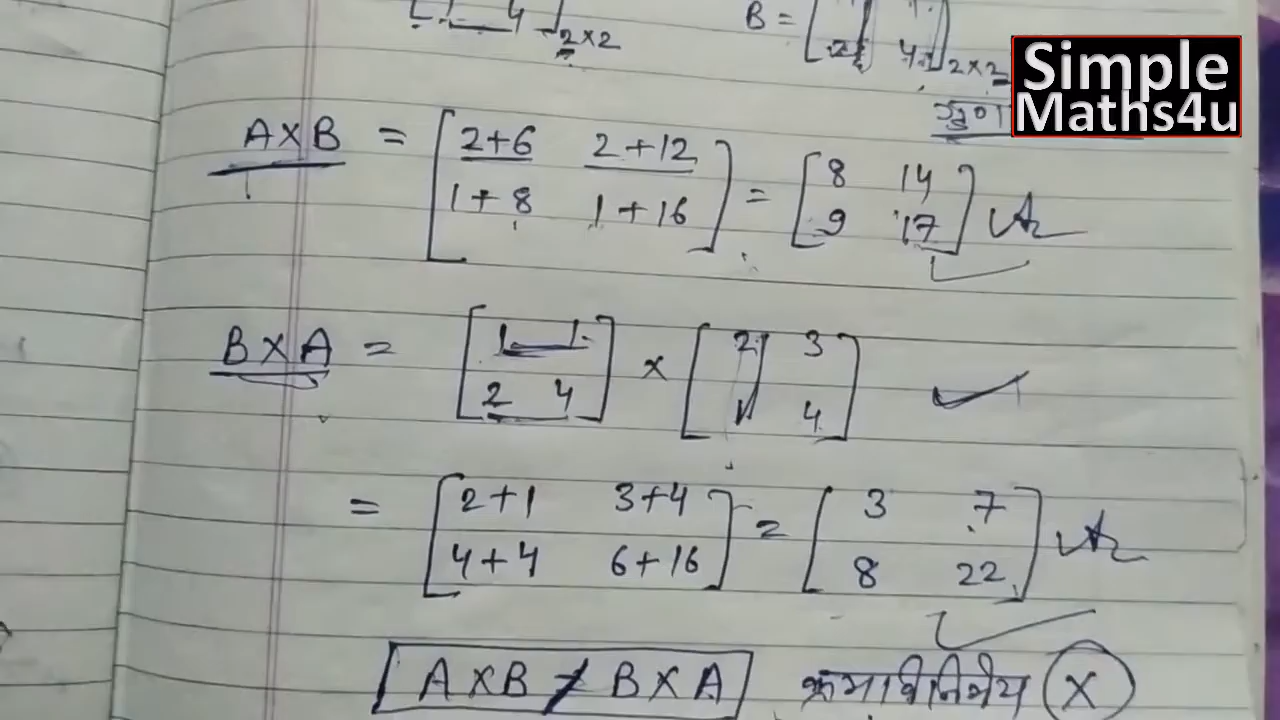 4 2×2 B = 2 4 2×2
Simple
Maths4u
A×B = [2+6 2+12
1+8 1+16] = [8 14
9 17]
B×A = [1 1
2 4] × [2 3
1 4]
= [2+1 3+4
4+4 6+16] = [3 7
8 22]
A×B ≠ B×A क्रमविनिमेय X